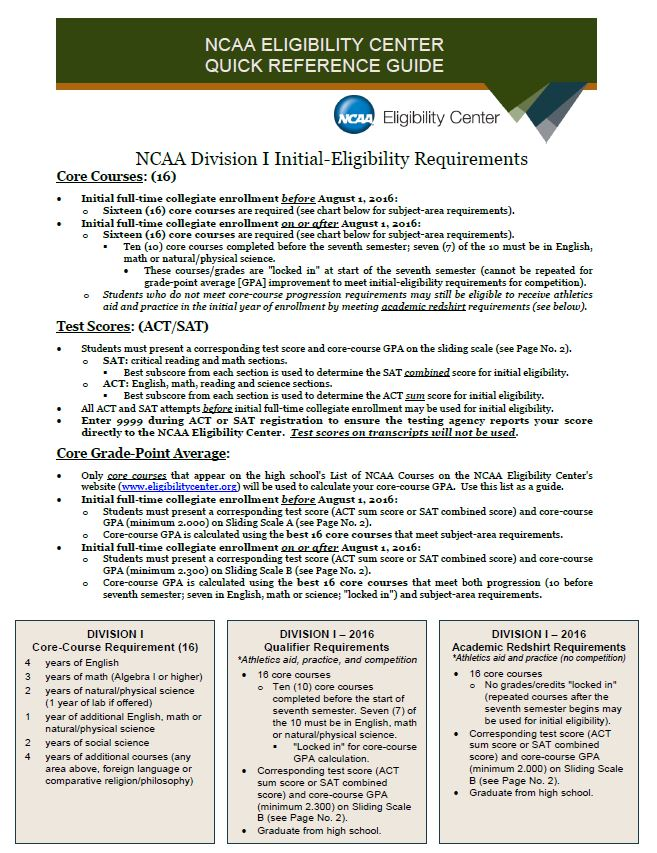 NCAA ELIGIBILITY CENTER
QUICK REFERENCE GUIDE
NCAA Eligibility Center
NCAA Division I Initial-Eligibility Requirements
Core Courses: (16)
• Initial full-time collegiate enrollment before August 1, 2016:
o Sixteen (16) core courses are required (see chart below for subject-area requirements).
• Initial full-time collegiate enrollment on or after August 1, 2016:
o Sixteen (16) core courses are required (see chart below for subject-area requirements).
▪ Ten (10) core courses completed before the seventh semester; seven (7) of the 10 must be in English,
math or natural/physical science.
• These courses/grades are "locked in" at start of the seventh semester (cannot be repeated for
grade-point average [GPA] improvement to meet initial-eligibility requirements for competition).
o Students who do not meet core-course progression requirements may still be eligible to receive athletics
aid and practice in the initial year of enrollment by meeting academic redshirt requirements (see below).
Test Scores: (ACT/SAT)
• Students must present a corresponding test score and core-course GPA on the sliding scale (see Page No. 2).
o SAT: critical reading and math sections.
▪ Best subscore from each section is used to determine the SAT combined score for initial eligibility.
o ACT: English, math, reading and science sections.
▪ Best subscore from each section is used to determine the ACT sum score for initial eligibility.
• All ACT and SAT attempts before initial full-time collegiate enrollment may be used for initial eligibility.
• Enter 9999 during ACT or SAT registration to ensure the testing agency reports your score
directly to the NCAA Eligibility Center. Test scores on transcripts will not be used.
Core Grade-Point Average:
• Only core courses that appear on the high school's List of NCAA Courses on the NCAA Eligibility Center's
website (www.eligibilitycenter.org) will be used to calculate your core-course GPA. Use this list as a guide.
• Initial full-time collegiate enrollment before August 1, 2016:
o Students must present a corresponding test score (ACT sum score or SAT combined score) and core-course
GPA (minimum 2.000) on Sliding Scale A (see Page No. 2).
o Core-course GPA is calculated using the best 16 core courses that meet subject-area requirements.
• Initial full-time collegiate enrollment on or after August 1, 2016:
o Students must present a corresponding test score (ACT sum score or SAT combined score) and core-course
GPA (minimum 2.300) on Sliding Scale B (see Page No. 2).
o Core-course GPA is calculated using the best 16 core courses that meet both progression (10 before
seventh semester; seven in English, math or science; "locked in") and subject-area requirements.
DIVISION I
Core-Course Requirement (16)
4 years of English
3 years of math (Algebra I or higher)
2 years of natural/physical science
(1 year of lab if offered)
1 year of additional English, math or
natural/physical science
2 years of social science
4 years of additional courses (any
area above, foreign language or
comparative religion/philosophy)
DIVISION I – 2016
Qualifier Requirements
*Athletics aid, practice, and competition
• 16 core courses
o Ten (10) core courses
completed before the start of
seventh semester. Seven (7) of
the 10 must be in English, math
or natural/physical science.
▪ "Locked in" for core-course
GPA calculation.
• Corresponding test score (ACT
sum score or SAT combined
score) and core-course GPA
(minimum 2.300) on Sliding Scale
B (see Page No. 2).
• Graduate from high school.
DIVISION I – 2016
Academic Redshirt Requirements
*Athletics aid and practice (no competition)
• 16 core courses
o No grades/credits "locked in"
(repeated courses after the
seventh semester begins may
be used for initial eligibility).
• Corresponding test score (ACT
sum score or SAT combined
score) and core-course GPA
(minimum 2.000) on Sliding Scale
B (see Page No. 2).
• Graduate from high school.